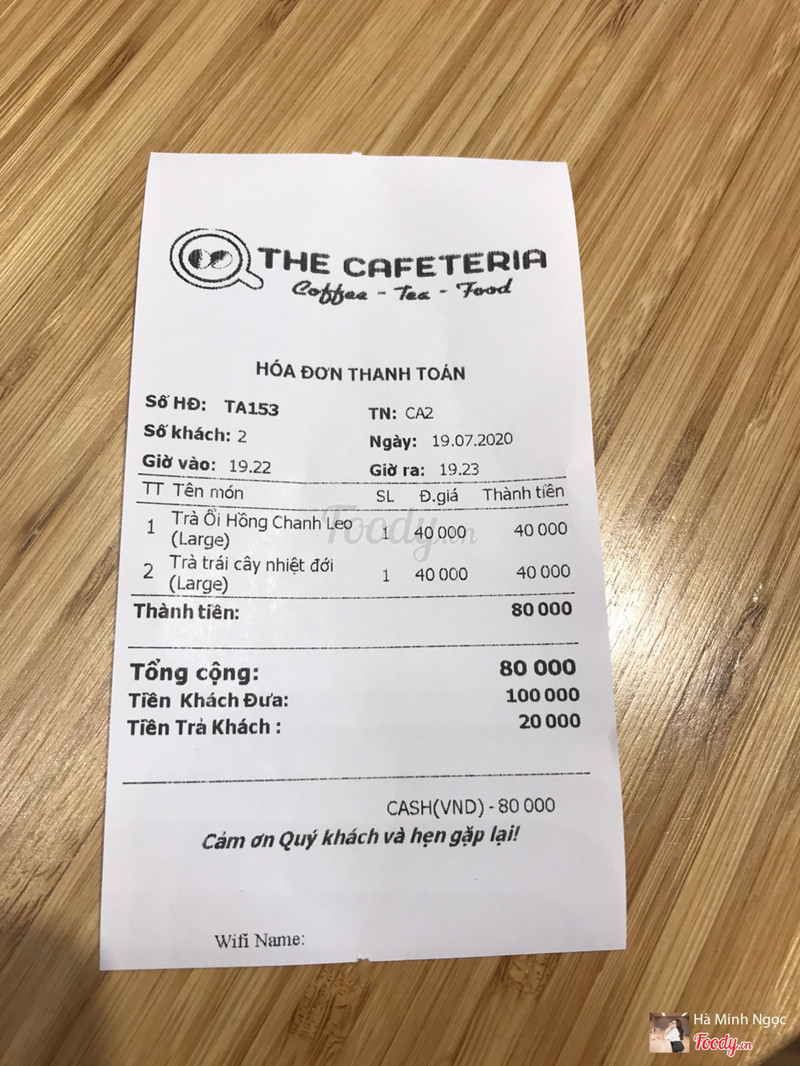 THE CAFETERIA
Coffee - Tea - Food
HÓA ĐƠN THANH TOÁN
Số HĐ: TA153 TN: CA2
Số khách: 2 Ngày: 19.07.2020
Giờ vào: 19.22 Giờ ra: 19.23
TT Tên món SL Đ.giá Thành tiền
1 Trà Ổi Hồng Chanh Leo
(Large) 1 40 000 40 000
2 Trà trái cây nhiệt đới
(Large) 1 40 000 40 000
Thành tiền: 80 000
Tổng cộng: 80 000
Tiền Khách Đưa: 100 000
Tiền Trả Khách : 20 000
CASH(VND) - 80 000
Cảm ơn Quý khách và hẹn gặp lại!
Wifi Name:
Foody.vn
Hà Minh Ngọc
Foody.vn